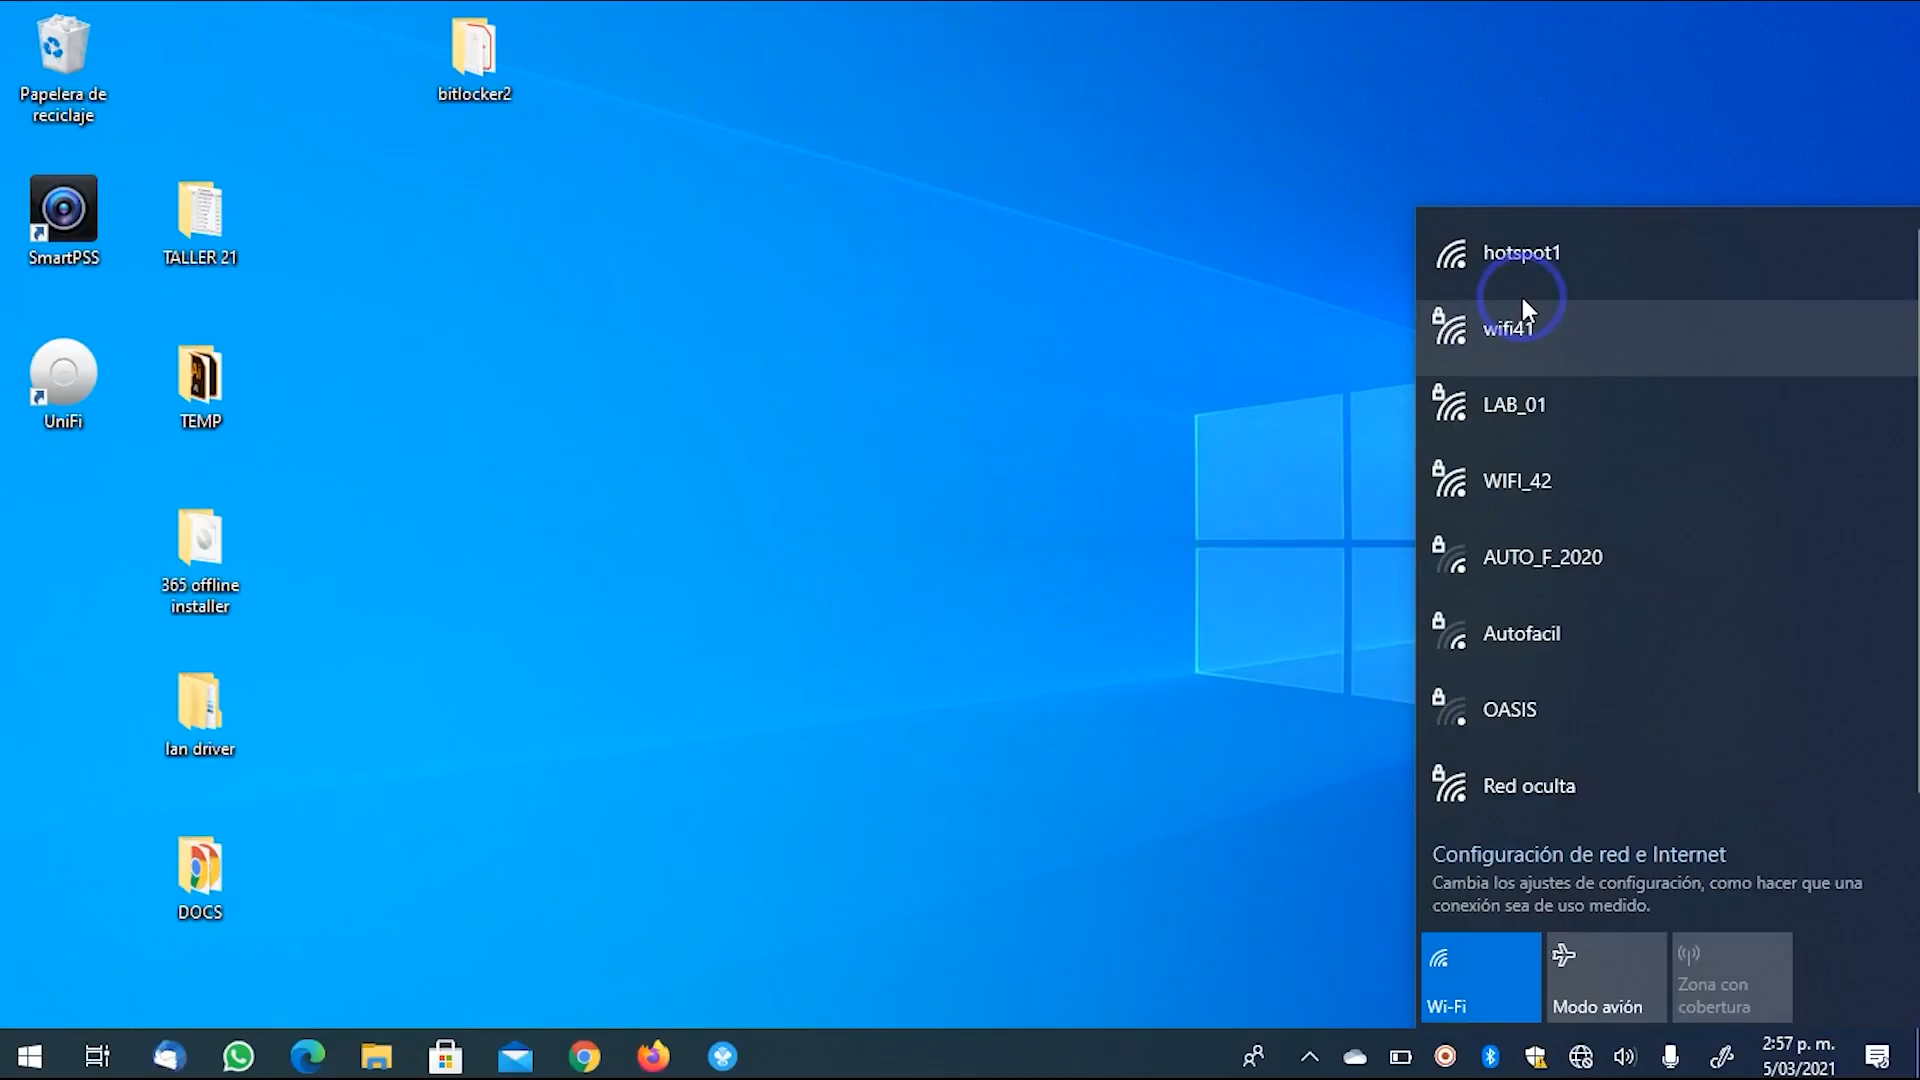 Papelera de
reciclaje
bitlocker2
SmartPSS
TALLER 21
UniFi
TEMP
365 offline
installer
lan driver
DOCS
hotspot1
wifi41
LAB_01
WIFI_42
AUTO_F_2020
Autofacil
OASIS
Red oculta
Configuración de red e Internet
Cambia los ajustes de configuración, como hacer que una
conexión sea de uso medido.
Wi-Fi
Modo avión
Zona con
cobertura
2:57 p. m.
5/03/2021